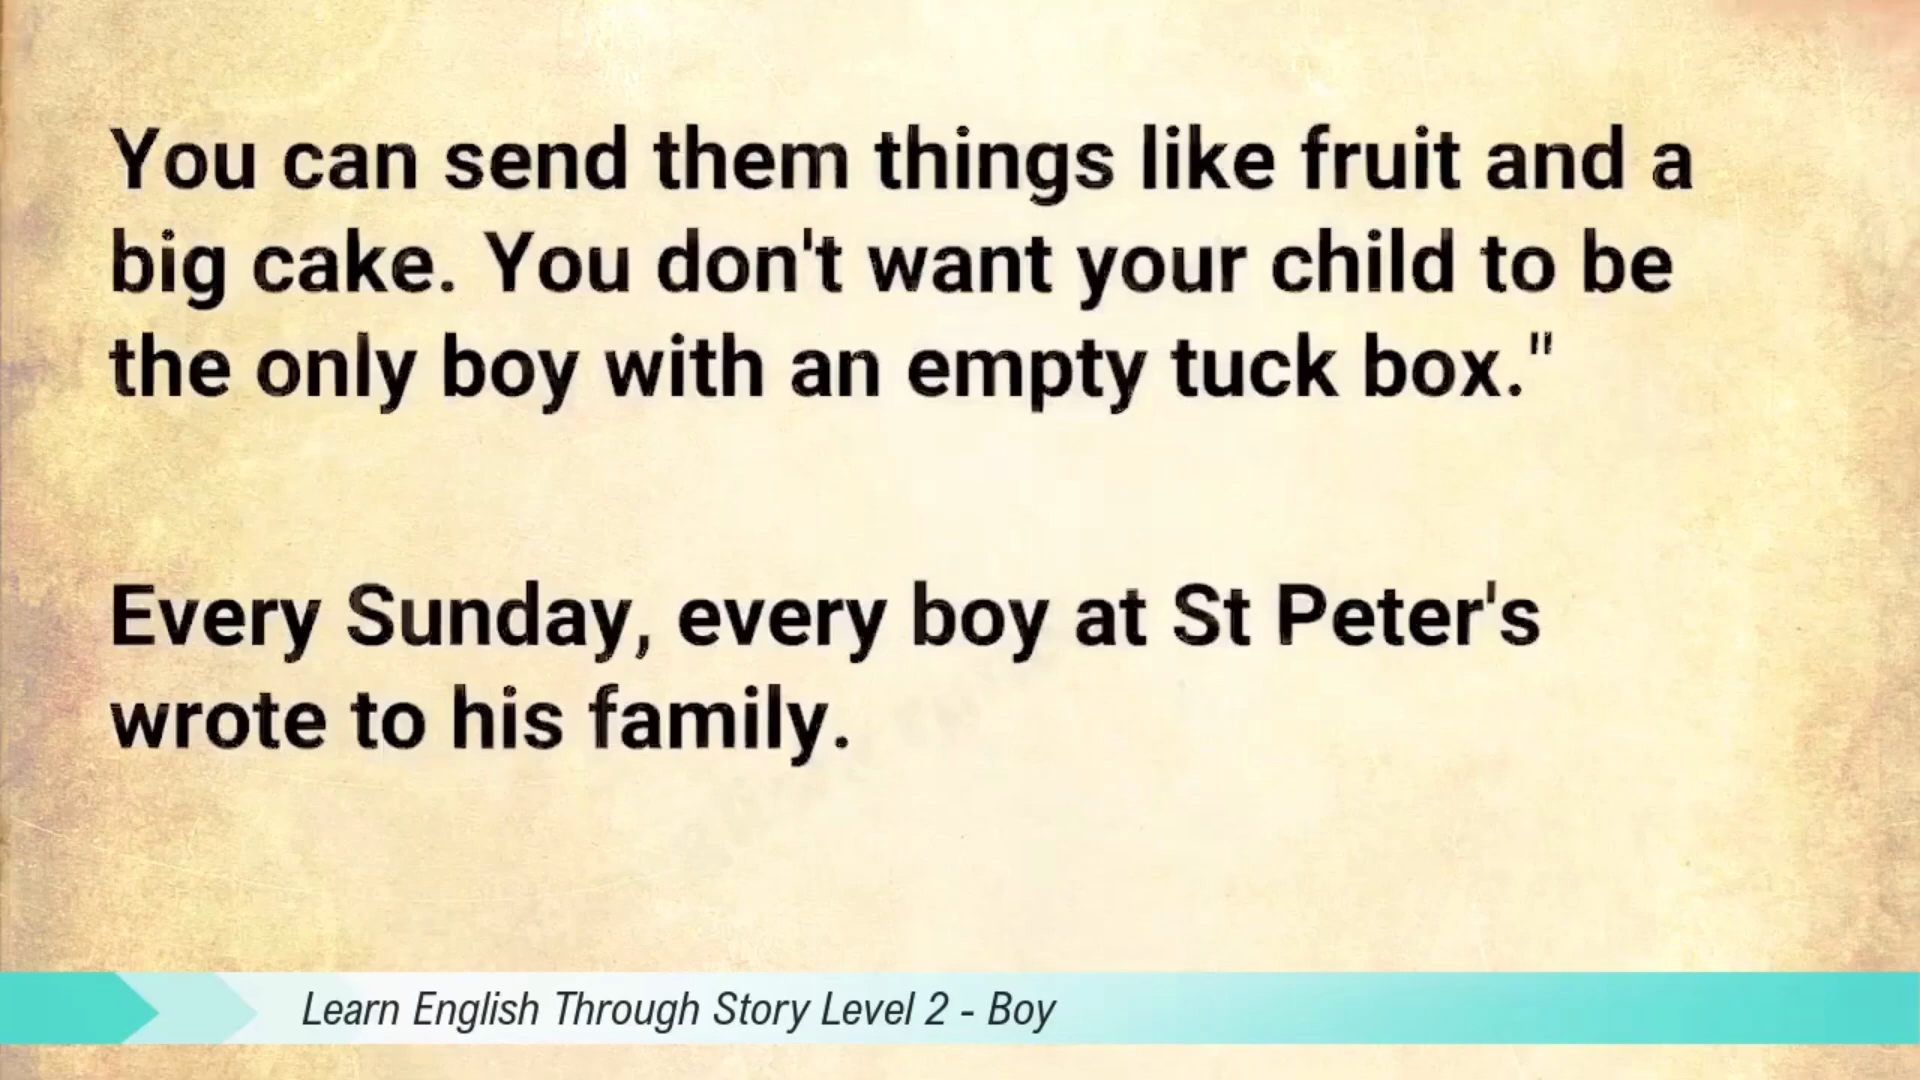 You can send them things like fruit and a
big cake. You don't want your child to be
the only boy with an empty tuck box."
Every Sunday, every boy at St Peter's
wrote to his family.
Learn English Through Story Level 2 - Boy